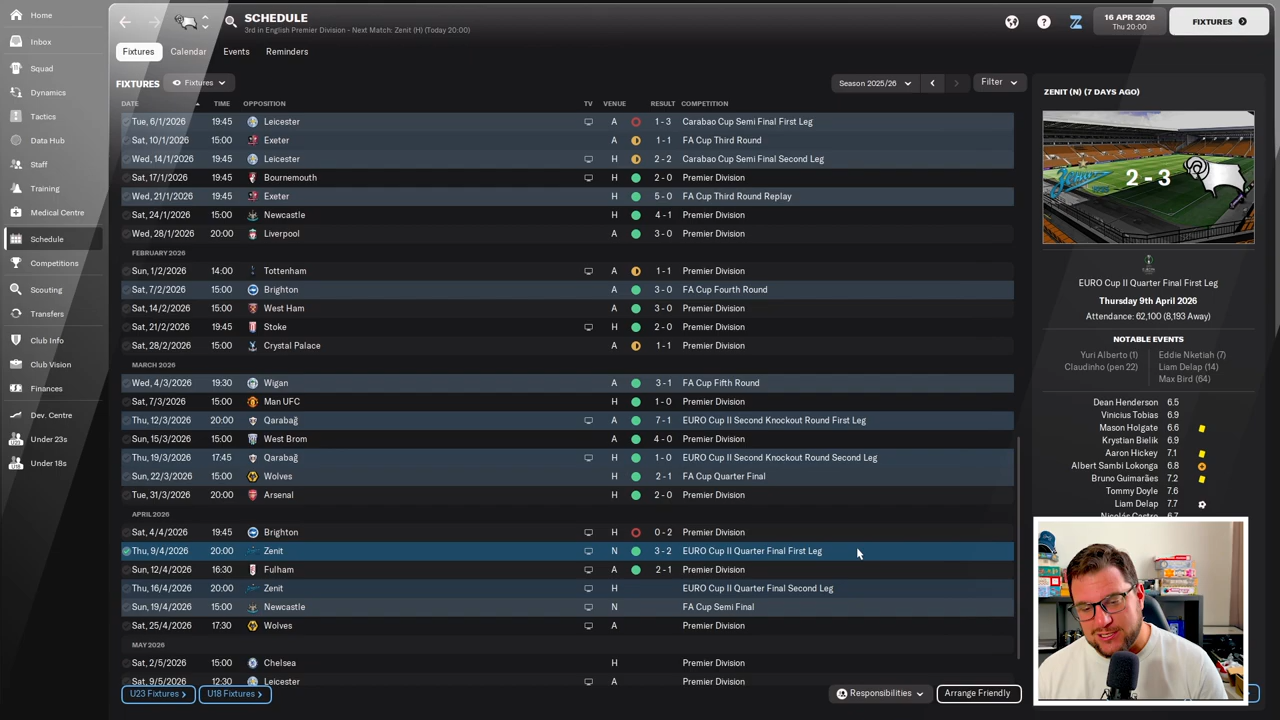 Home
Inbox
Squad
Dynamics
Tactics
Data Hub
Staff
Training
Medical Centre
Schedule
Competitions
Scouting
Transfers
Club Info
Club Vision
Finances
Dev. Centre
Under 23s
Under 18s
SCHEDULE
3rd in English Premier Division - Next Match: Zenit (H) (Today 20:00)
16 APR 2026
Thu 20:00
FIXTURES
Fixtures Calendar Events Reminders
FIXTURES Fixtures Season 2025/26 Filter
DATE TIME OPPOSITION TV VENUE RESULT COMPETITION
Tue, 6/1/2026 19:45 Leicester A 1 - 3 Carabao Cup Semi Final First Leg
Sat, 10/1/2026 15:00 Exeter A 1 - 1 FA Cup Third Round
Wed, 14/1/2026 19:45 Leicester H 2 - 2 Carabao Cup Semi Final Second Leg
Sat, 17/1/2026 19:45 Bournemouth A 2 - 0 Premier Division
Wed, 21/1/2026 19:45 Exeter H 5 - 0 FA Cup Third Round Replay
Sat, 24/1/2026 15:00 Newcastle H 4 - 1 Premier Division
Wed, 28/1/2026 20:00 Liverpool H 3 - 0 Premier Division
FEBRUARY 2026
Sun, 1/2/2026 14:00 Tottenham A 1 - 1 Premier Division
Sat, 7/2/2026 15:00 Brighton A 3 - 0 FA Cup Fourth Round
Sat, 14/2/2026 15:00 West Ham H 3 - 0 Premier Division
Sat, 21/2/2026 19:45 Stoke H 2 - 0 Premier Division
Sat, 28/2/2026 15:00 Crystal Palace A 1 - 1 Premier Division
MARCH 2026
Wed, 4/3/2026 19:30 Wigan A 3 - 1 FA Cup Fifth Round
Sat, 7/3/2026 15:00 Man UFC A 1 - 0 Premier Division
Thu, 12/3/2026 20:00 Qarabağ A 7 - 1 EURO Cup II Second Knockout Round First Leg
Sun, 15/3/2026 15:00 West Brom A 4 - 0 Premier Division
Thu, 19/3/2026 17:45 Qarabağ H 1 - 0 EURO Cup II Second Knockout Round Second Leg
Sun, 22/3/2026 15:00 Wolves H 2 - 1 FA Cup Quarter Final
Tue, 31/3/2026 20:00 Arsenal H 2 - 0 Premier Division
APRIL 2026
Sat, 4/4/2026 19:45 Brighton H 0 - 2 Premier Division
Thu, 9/4/2026 20:00 Zenit N 3 - 2 EURO Cup II Quarter Final First Leg
Sun, 12/4/2026 16:30 Fulham A 2 - 1 Premier Division
Thu, 16/4/2026 20:00 Zenit H EURO Cup II Quarter Final Second Leg
Sun, 19/4/2026 15:00 Newcastle N FA Cup Semi Final
Sat, 25/4/2026 17:30 Wolves A Premier Division
MAY 2026
Sat, 2/5/2026 15:00 Chelsea H Premier Division
Sat, 9/5/2026 12:30 Leicester A Premier Division
U23 Fixtures U18 Fixtures Responsibilities Arrange Friendly
ZENIT (N) (7 DAYS AGO)
2 - 3
EURO Cup II Quarter Final First Leg
Thursday 9th April 2026
Attendance: 62,100 (8,193 Away)
NOTABLE EVENTS
Yuri Alberto (1) Eddie Nketiah (7)
Claudinho (pen 22) Liam Delap (14)
Max Bird (64)
Dean Henderson 6.5
Vinicius Tobias 6.9
Mason Holgate 6.6
Krystian Bielik 6.9
Aaron Hickey 7.1
Albert Sambi Lokonga 6.8
Bruno Guimarães 7.2
Tommy Doyle 7.6
Liam Delap 7.7